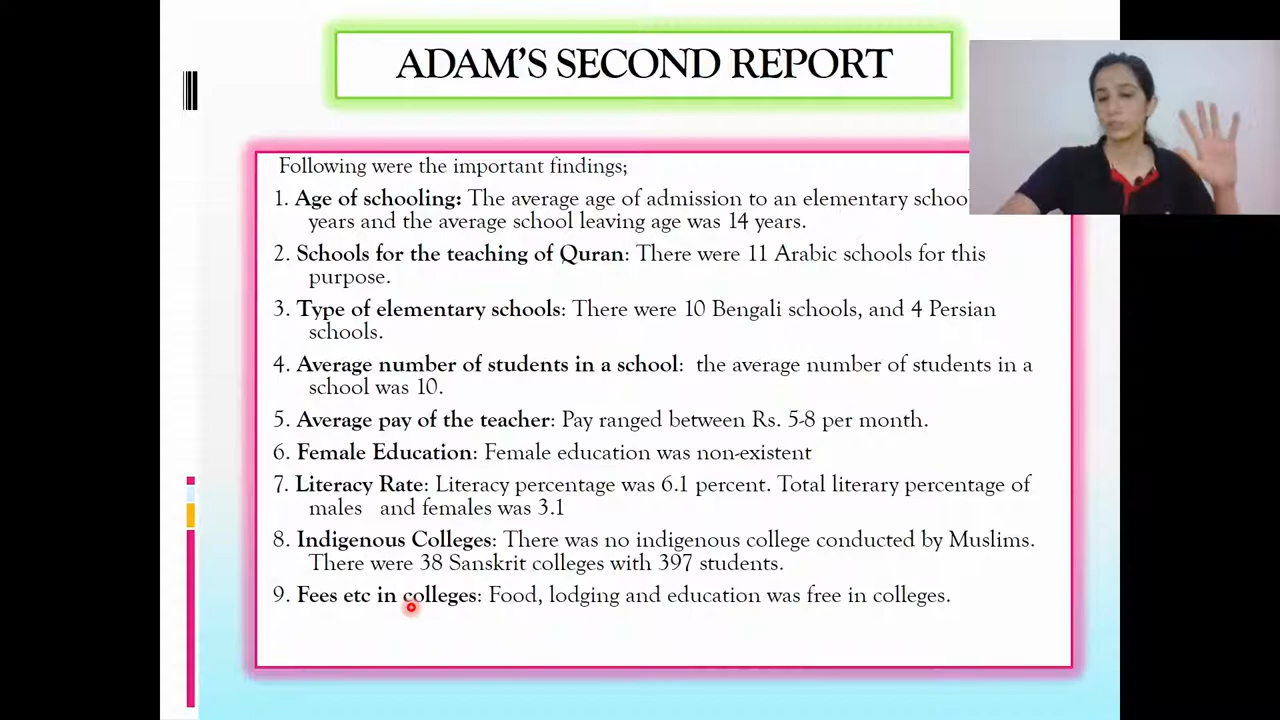 ADAM'S SECOND REPORT
Following were the important findings;
1. Age of schooling: The average age of admission to an elementary school
years and the average school leaving age was 14 years.
2. Schools for the teaching of Quran: There were 11 Arabic schools for this
purpose.
3. Type of elementary schools: There were 10 Bengali schools, and 4 Persian
schools.
4. Average number of students in a school: the average number of students in a
school was 10.
5. Average pay of the teacher: Pay ranged between Rs. 5-8 per month.
6. Female Education: Female education was non-existent
7. Literacy Rate: Literacy percentage was 6.1 percent. Total literary percentage of
males and females was 3.1
8. Indigenous Colleges: There was no indigenous college conducted by Muslims.
There were 38 Sanskrit colleges with 397 students.
9. Fees etc in colleges: Food, lodging and education was free in colleges.